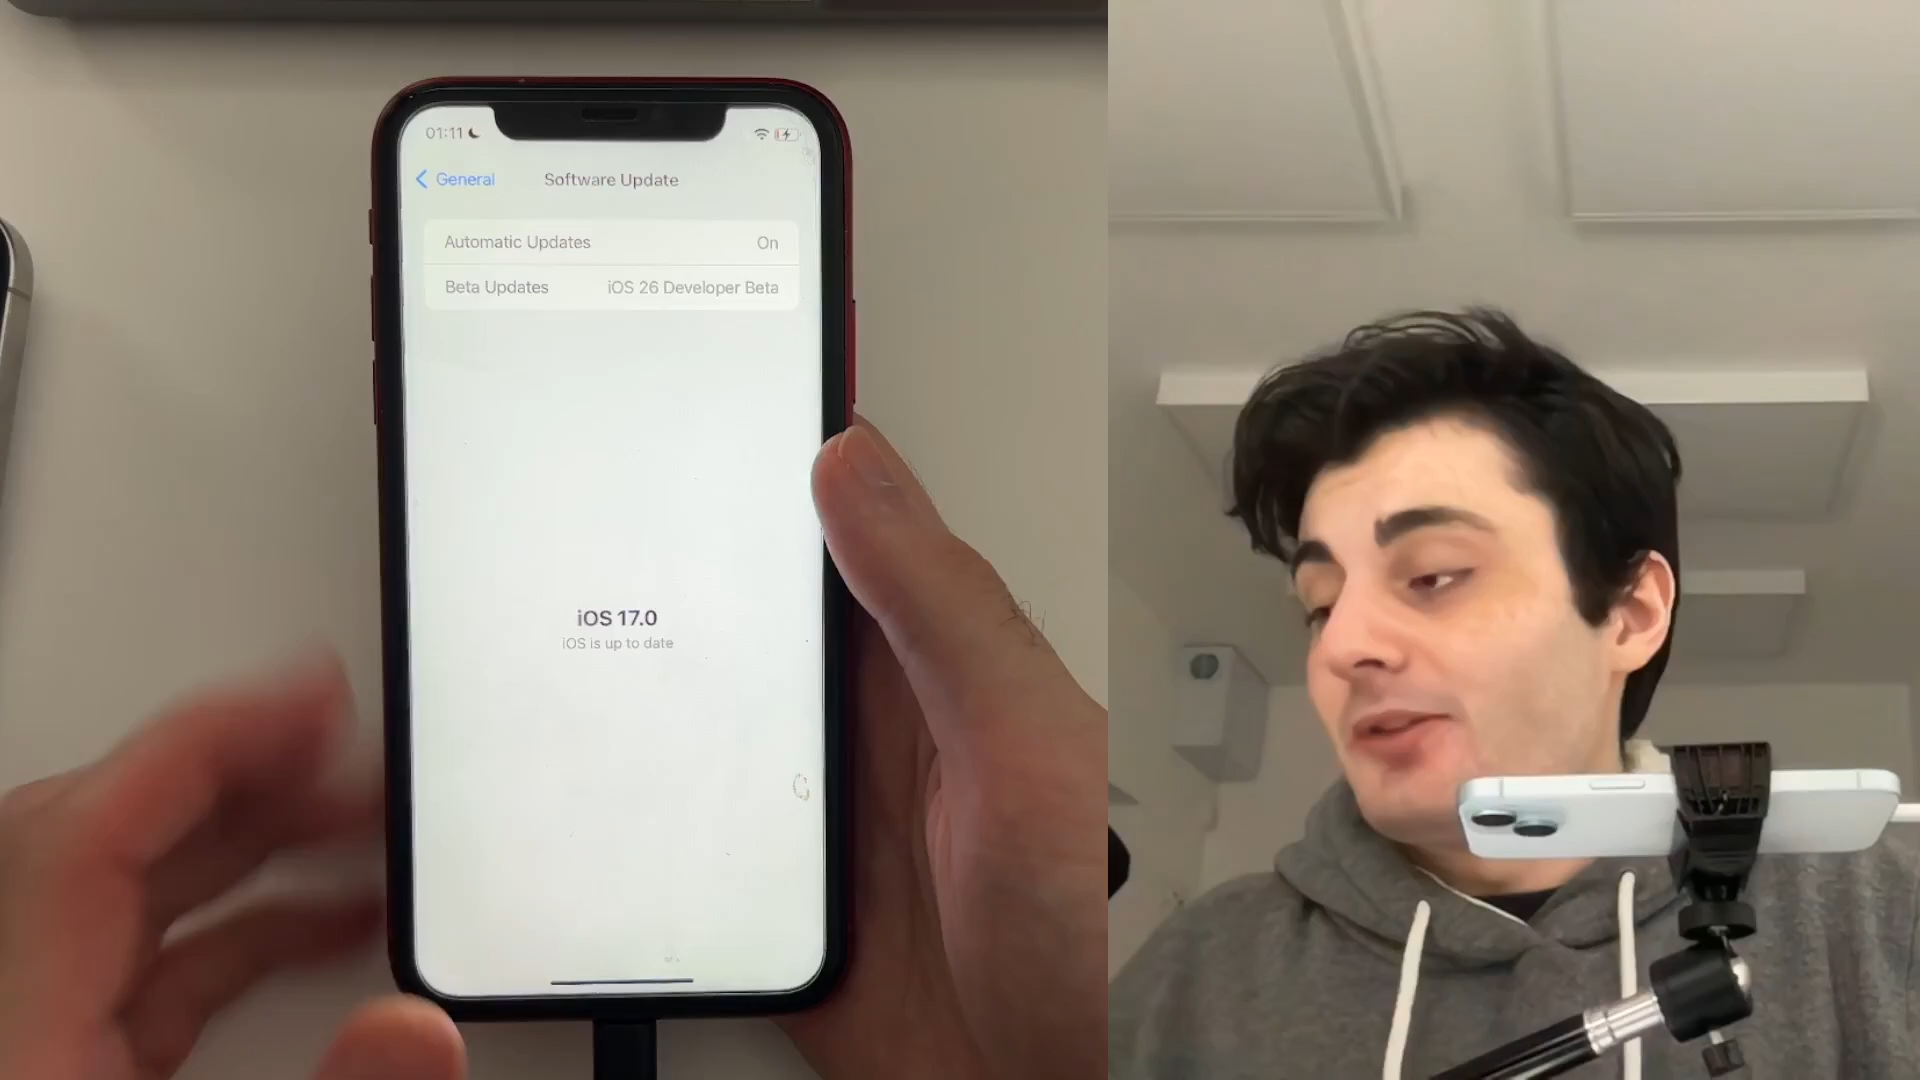 01:11
General
Software Update
Automatic Updates On
Beta Updates iOS 26 Developer Beta
iOS 17.0
iOS is up to date